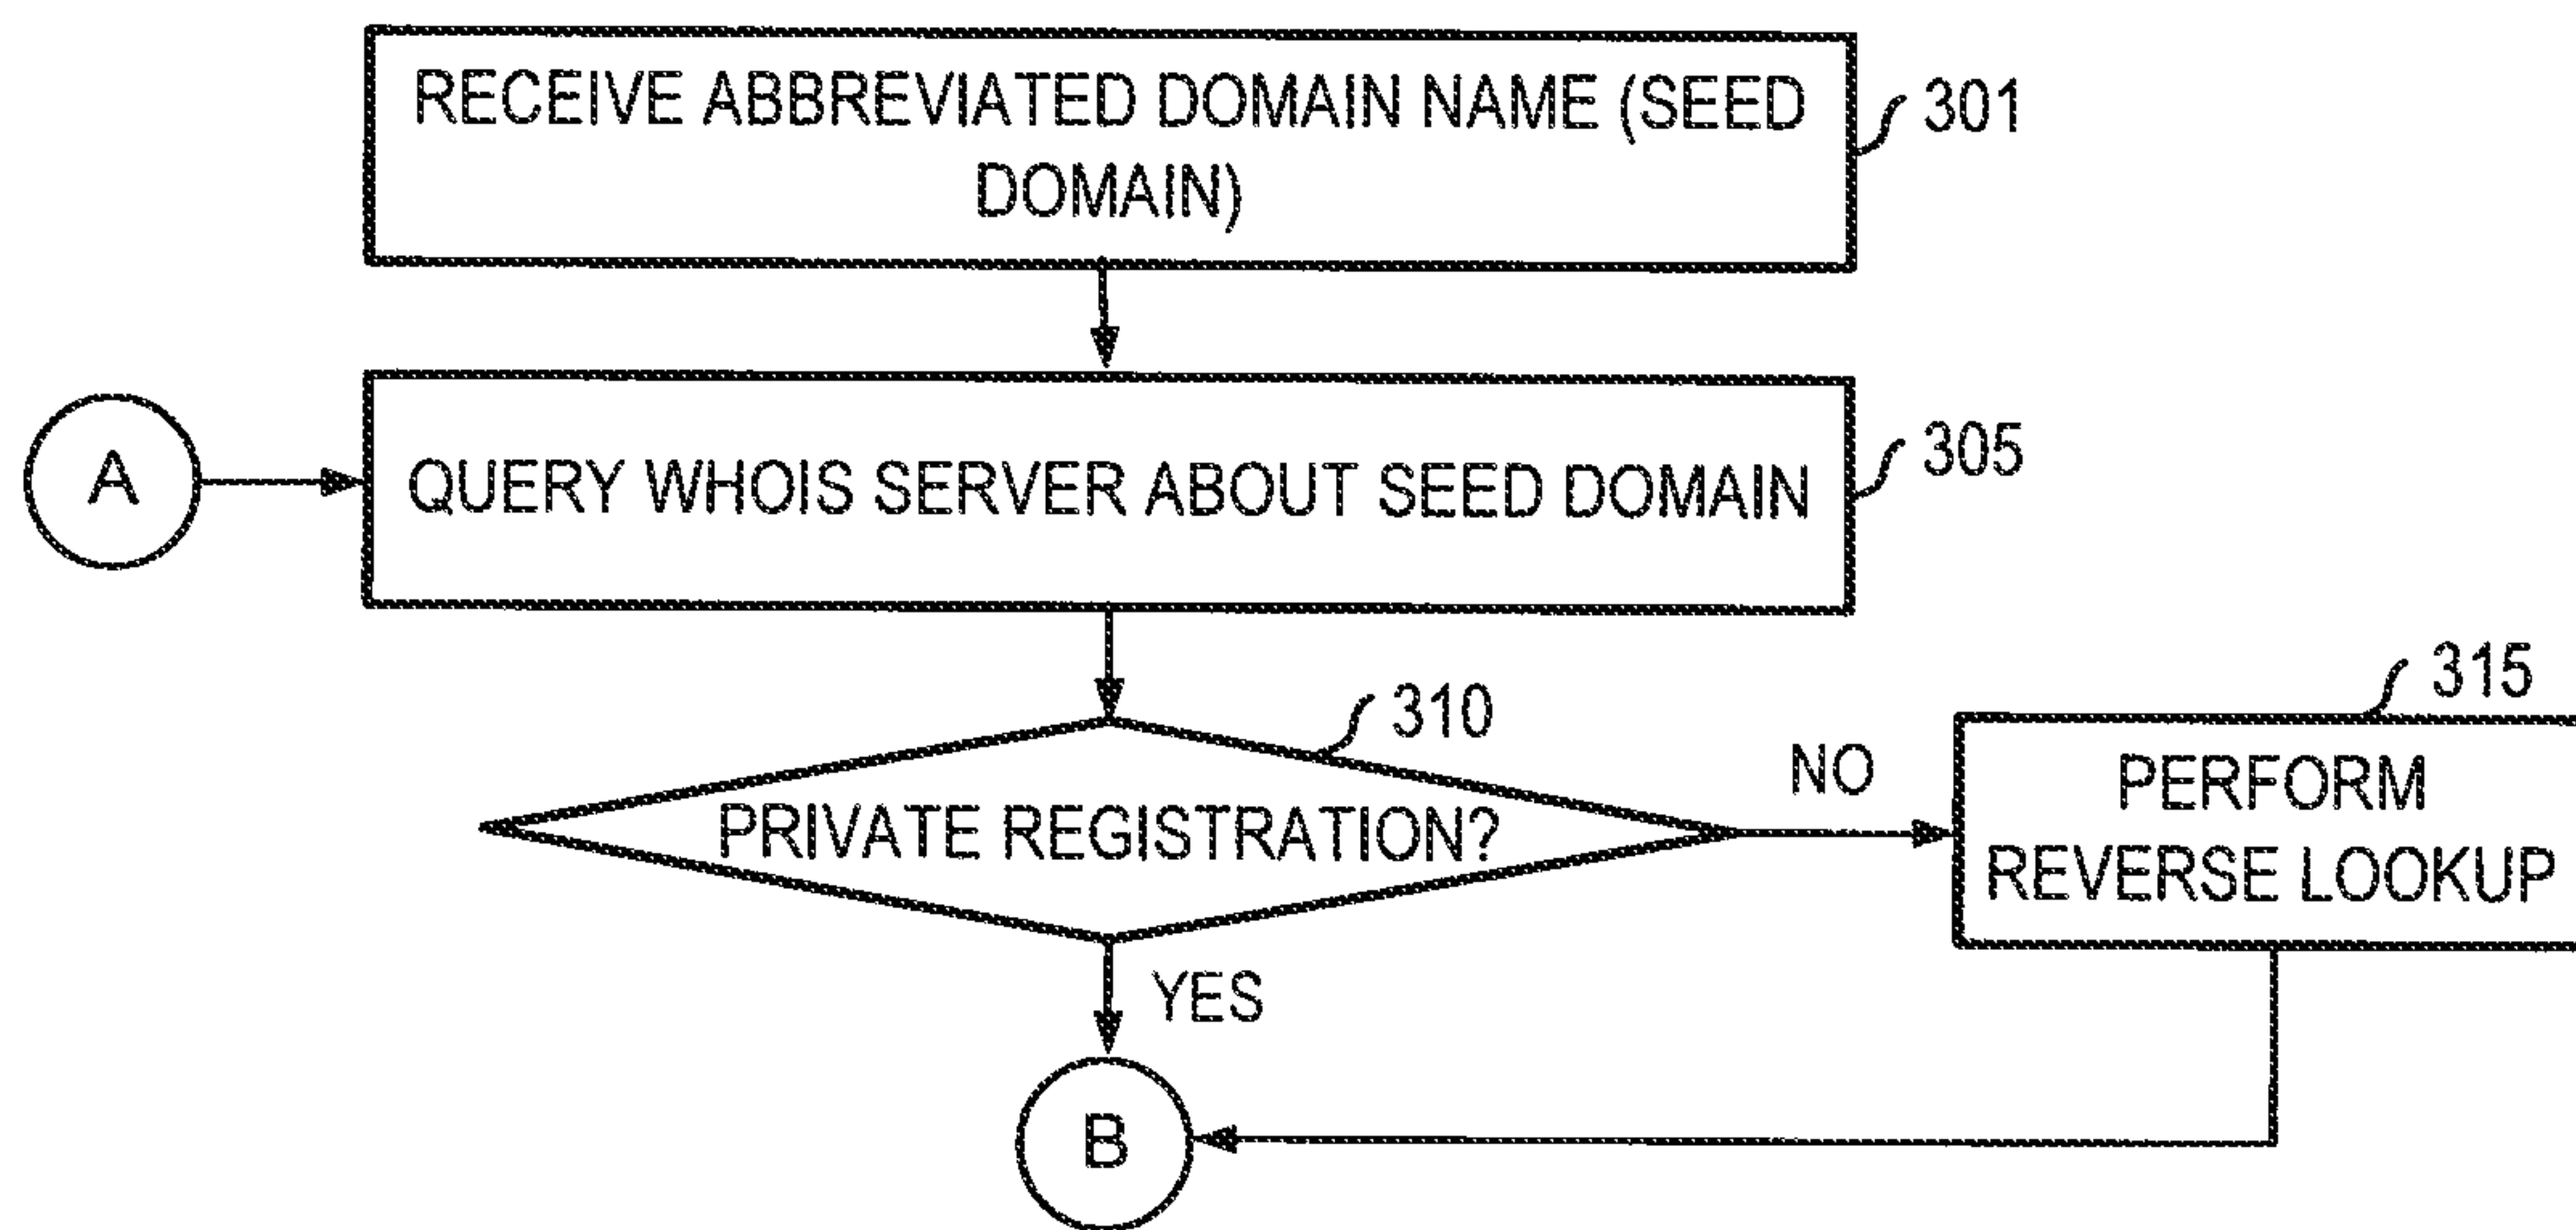 RECEIVE ABBREVIATED DOMAIN NAME (SEED
DOMAIN)
301
A
QUERY WHOIS SERVER ABOUT SEED DOMAIN
305
310
PRIVATE REGISTRATION?
NO
315
PERFORM
REVERSE LOOKUP
YES
B